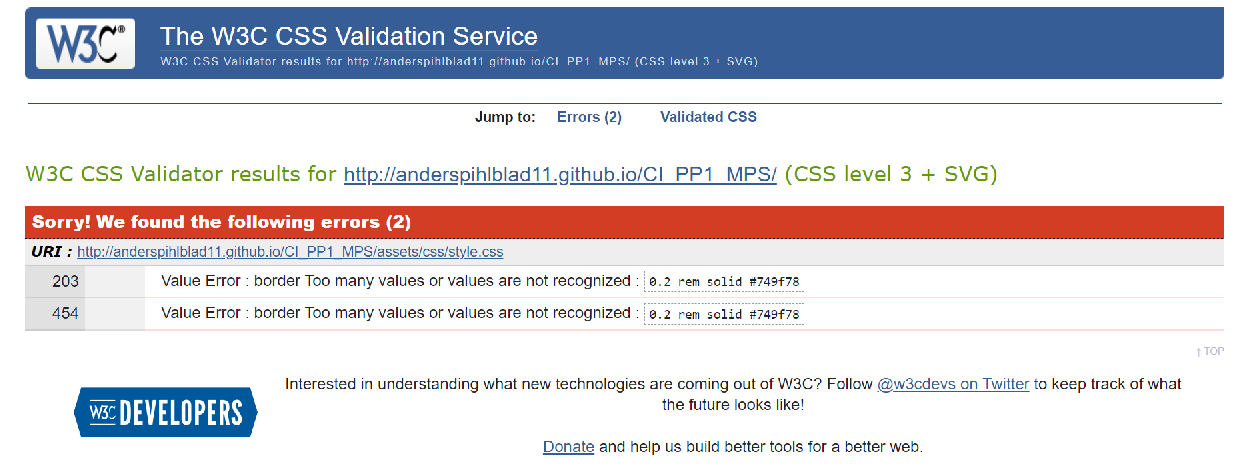 W3C®
The W3C CSS Validation Service
W3C CSS Validator results for http://anderspihlblad11.github.io/CI_PP1_MPS/ (CSS level 3 + SVG)
Jump to: Errors (2) Validated CSS
W3C CSS Validator results for http://anderspihlblad11.github.io/CI_PP1_MPS/ (CSS level 3 + SVG)
Sorry! We found the following errors (2)
URI : http://anderspihlblad11.github.io/CI_PP1_MPS/assets/css/style.css
203 Value Error : border Too many values or values are not recognized : 0.2 rem solid #749f78
454 Value Error : border Too many values or values are not recognized : 0.2 rem solid #749f78
↑ TOP
Interested in understanding what new technologies are coming out of W3C? Follow @w3cdevs on Twitter to keep track of what
the future looks like!
W3C DEVELOPERS
Donate and help us build better tools for a better web.